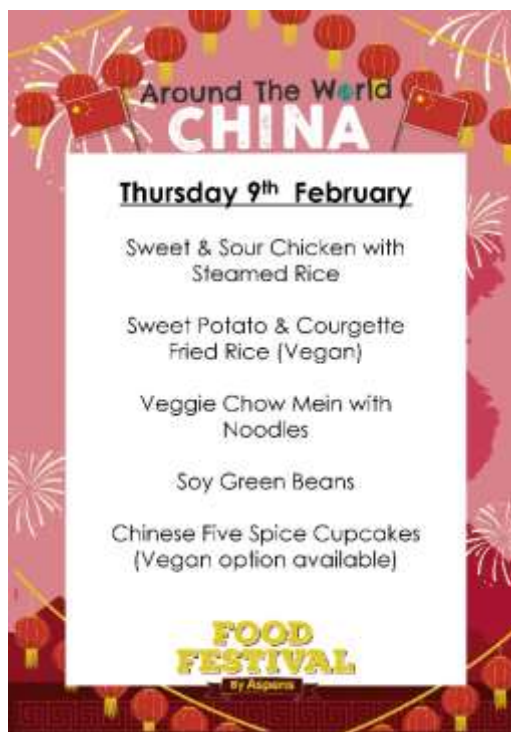 Around The World
CHINA
Thursday 9th February
Sweet & Sour Chicken with
Steamed Rice
Sweet Potato & Courgette
Fried Rice (Vegan)
Veggie Chow Mein with
Noodles
Soy Green Beans
Chinese Five Spice Cupcakes
(Vegan option available)
FOOD
FESTIVAL
By Aspens